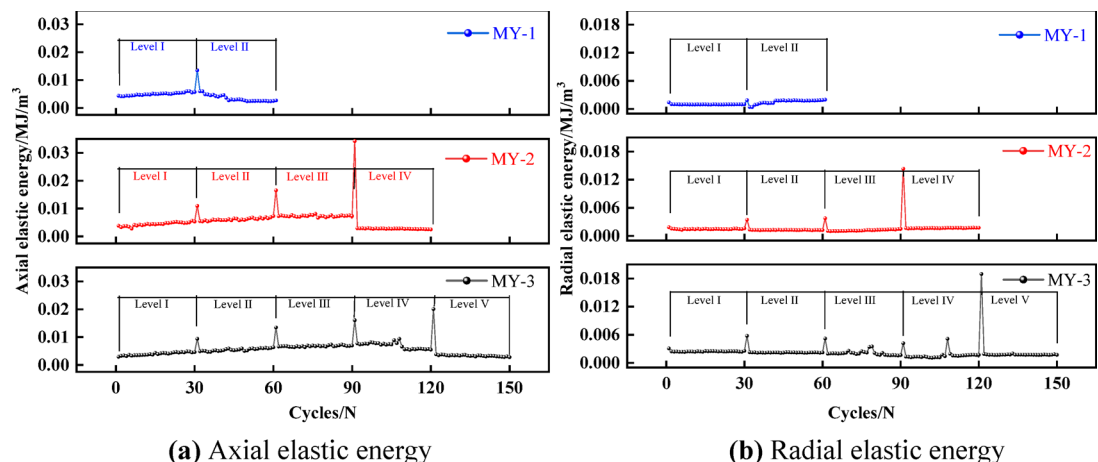 Axial elastic energy/MJ/m³
0.03
0.02
0.01
0.00
Level I
Level II
MY-1
0.03
0.02
0.01
0.00
Level I
Level II
Level III
Level IV
MY-2
0.03
0.02
0.01
0.00
Level I
Level II
Level III
Level IV
Level V
MY-3
0 30 60 90 120 150
Cycles/N
(a) Axial elastic energy
Radial elastic energy/MJ/m³
0.018
0.012
0.006
0.000
Level I
Level II
MY-1
0.018
0.012
0.006
0.000
Level I
Level II
Level III
Level IV
MY-2
0.018
0.012
0.006
0.000
Level I
Level II
Level III
Level IV
Level V
MY-3
0 30 60 90 120 150
Cycles/N
(b) Radial elastic energy